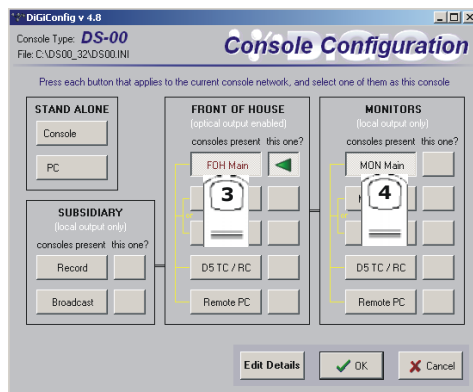 DiGiConfig v 4.8
Console Type: DS-00
File: C:\DS00_32\DS00.INI
Console Configuration
Press each button that applies to the current console network, and select one of them as this console
STAND ALONE
Console
PC
SUBSIDIARY
(local output only)
consoles present this one?
Record
Broadcast
FRONT OF HOUSE
(optical output enabled)
consoles present this one?
FOH Main
3
D5 TC / RC
Remote PC
MONITORS
(local output only)
consoles present this one?
MON Main
4
D5 TC / RC
Remote PC
Edit Details
OK
Cancel